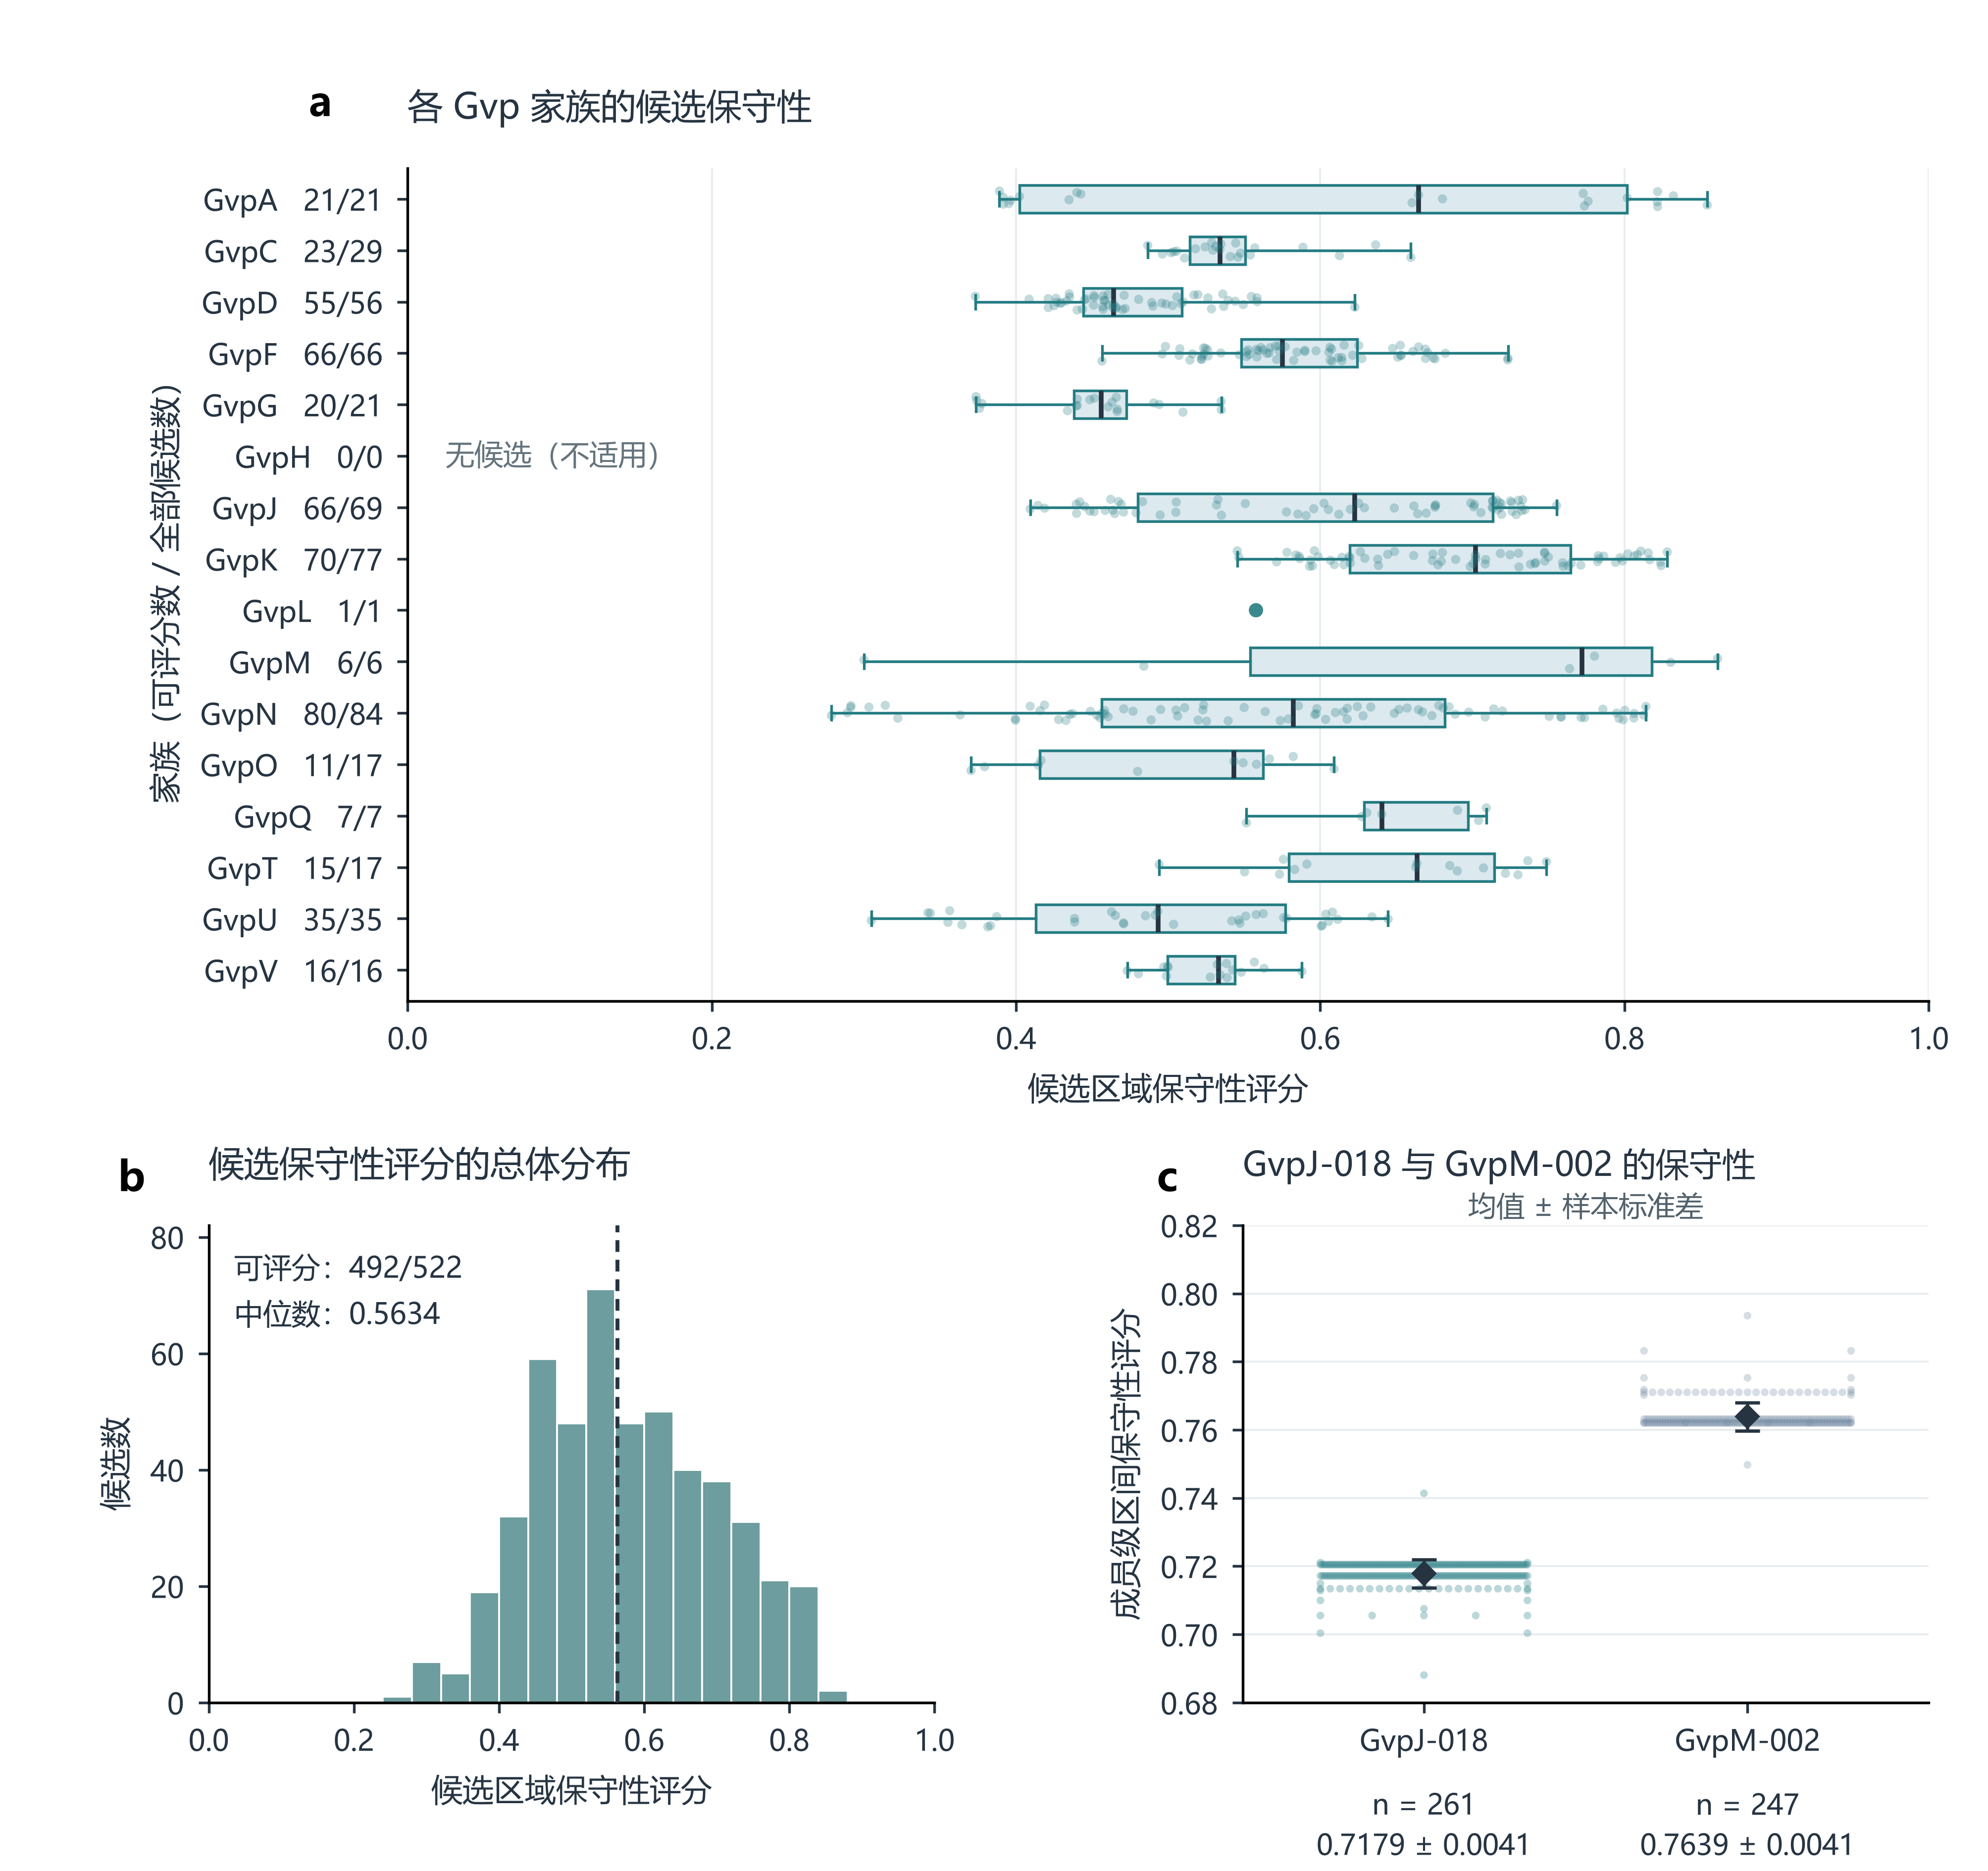 a 各 Gvp 家族的候选保守性
家族（可评分数 / 全部候选数）
GvpA 21/21
GvpC 23/29
GvpD 55/56
GvpF 66/66
GvpG 20/21
GvpH 0/0 无候选（不适用）
GvpJ 66/69
GvpK 70/77
GvpL 1/1
GvpM 6/6
GvpN 80/84
GvpO 11/17
GvpQ 7/7
GvpT 15/17
GvpU 35/35
GvpV 16/16
0.0 0.2 0.4 0.6 0.8 1.0
候选区域保守性评分
b 候选保守性评分的总体分布
可评分：492/522
中位数：0.5634
候选数
80
60
40
20
0
0.0 0.2 0.4 0.6 0.8 1.0
候选区域保守性评分
c GvpJ-018 与 GvpM-002 的保守性
均值 ± 样本标准差
成员级区间保守性评分
0.82
0.80
0.78
0.76
0.74
0.72
0.70
0.68
GvpJ-018 GvpM-002
n = 261 n = 247
0.7179 ± 0.0041 0.7639 ± 0.0041